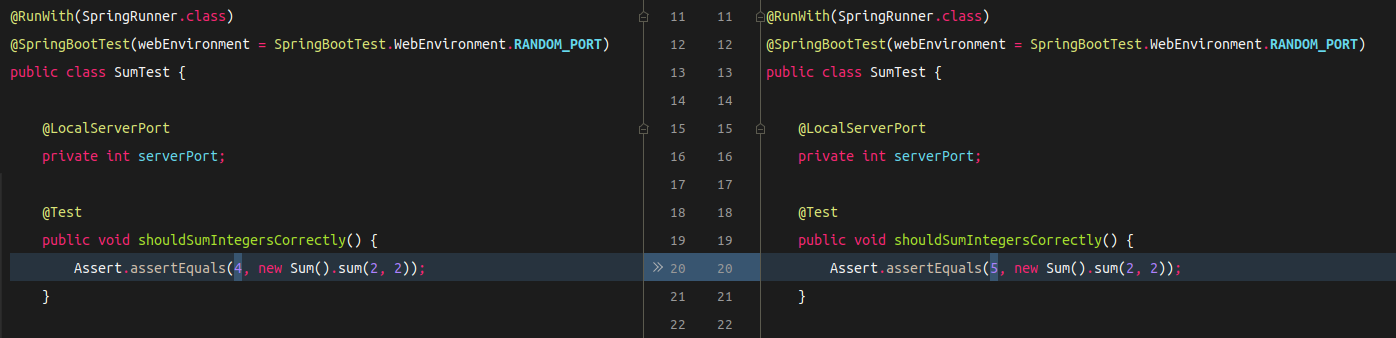 @RunWith(SpringRunner.class) 11 11 @RunWith(SpringRunner.class)
@SpringBootTest(webEnvironment = SpringBootTest.WebEnvironment.RANDOM_PORT) 12 12 @SpringBootTest(webEnvironment = SpringBootTest.WebEnvironment.RANDOM_PORT)
public class SumTest { 13 13 public class SumTest {
14 14
@LocalServerPort 15 15 @LocalServerPort
private int serverPort; 16 16 private int serverPort;
17 17
@Test 18 18 @Test
public void shouldSumIntegersCorrectly() { 19 19 public void shouldSumIntegersCorrectly() {
Assert.assertEquals(4, new Sum().sum(2, 2)); » 20 20 Assert.assertEquals(5, new Sum().sum(2, 2));
} 21 21 }
22 22